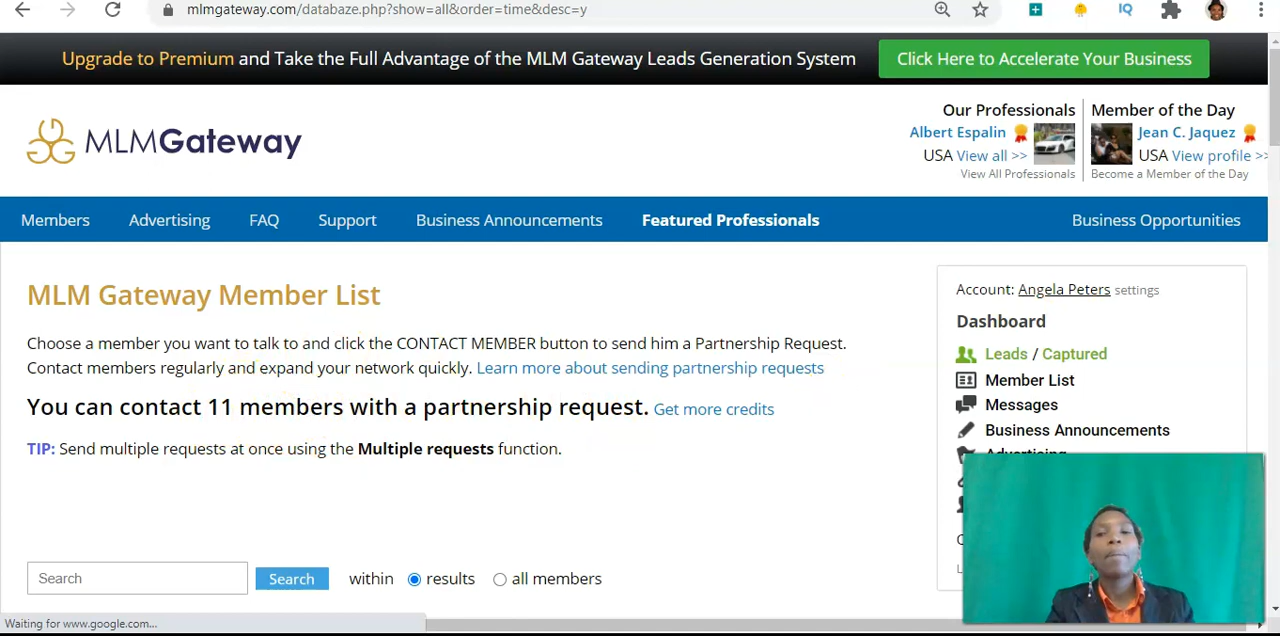 mlmgateway.com/databaze.php?show=all&order=time&desc=y
IQ
Upgrade to Premium and Take the Full Advantage of the MLM Gateway Leads Generation System
Click Here to Accelerate Your Business
MLMGateway
Our Professionals
Albert Espalin
USA View all >>
View All Professionals
Member of the Day
Jean C. Jaquez
USA View profile >>
Become a Member of the Day
Members Advertising FAQ Support Business Announcements Featured Professionals Business Opportunities
MLM Gateway Member List
Choose a member you want to talk to and click the CONTACT MEMBER button to send him a Partnership Request.
Contact members regularly and expand your network quickly. Learn more about sending partnership requests
You can contact 11 members with a partnership request. Get more credits
TIP: Send multiple requests at once using the Multiple requests function.
Search Search within results all members
Account: Angela Peters settings
Dashboard
Leads / Captured
Member List
Messages
Business Announcements
Advertising
Waiting for www.google.com...